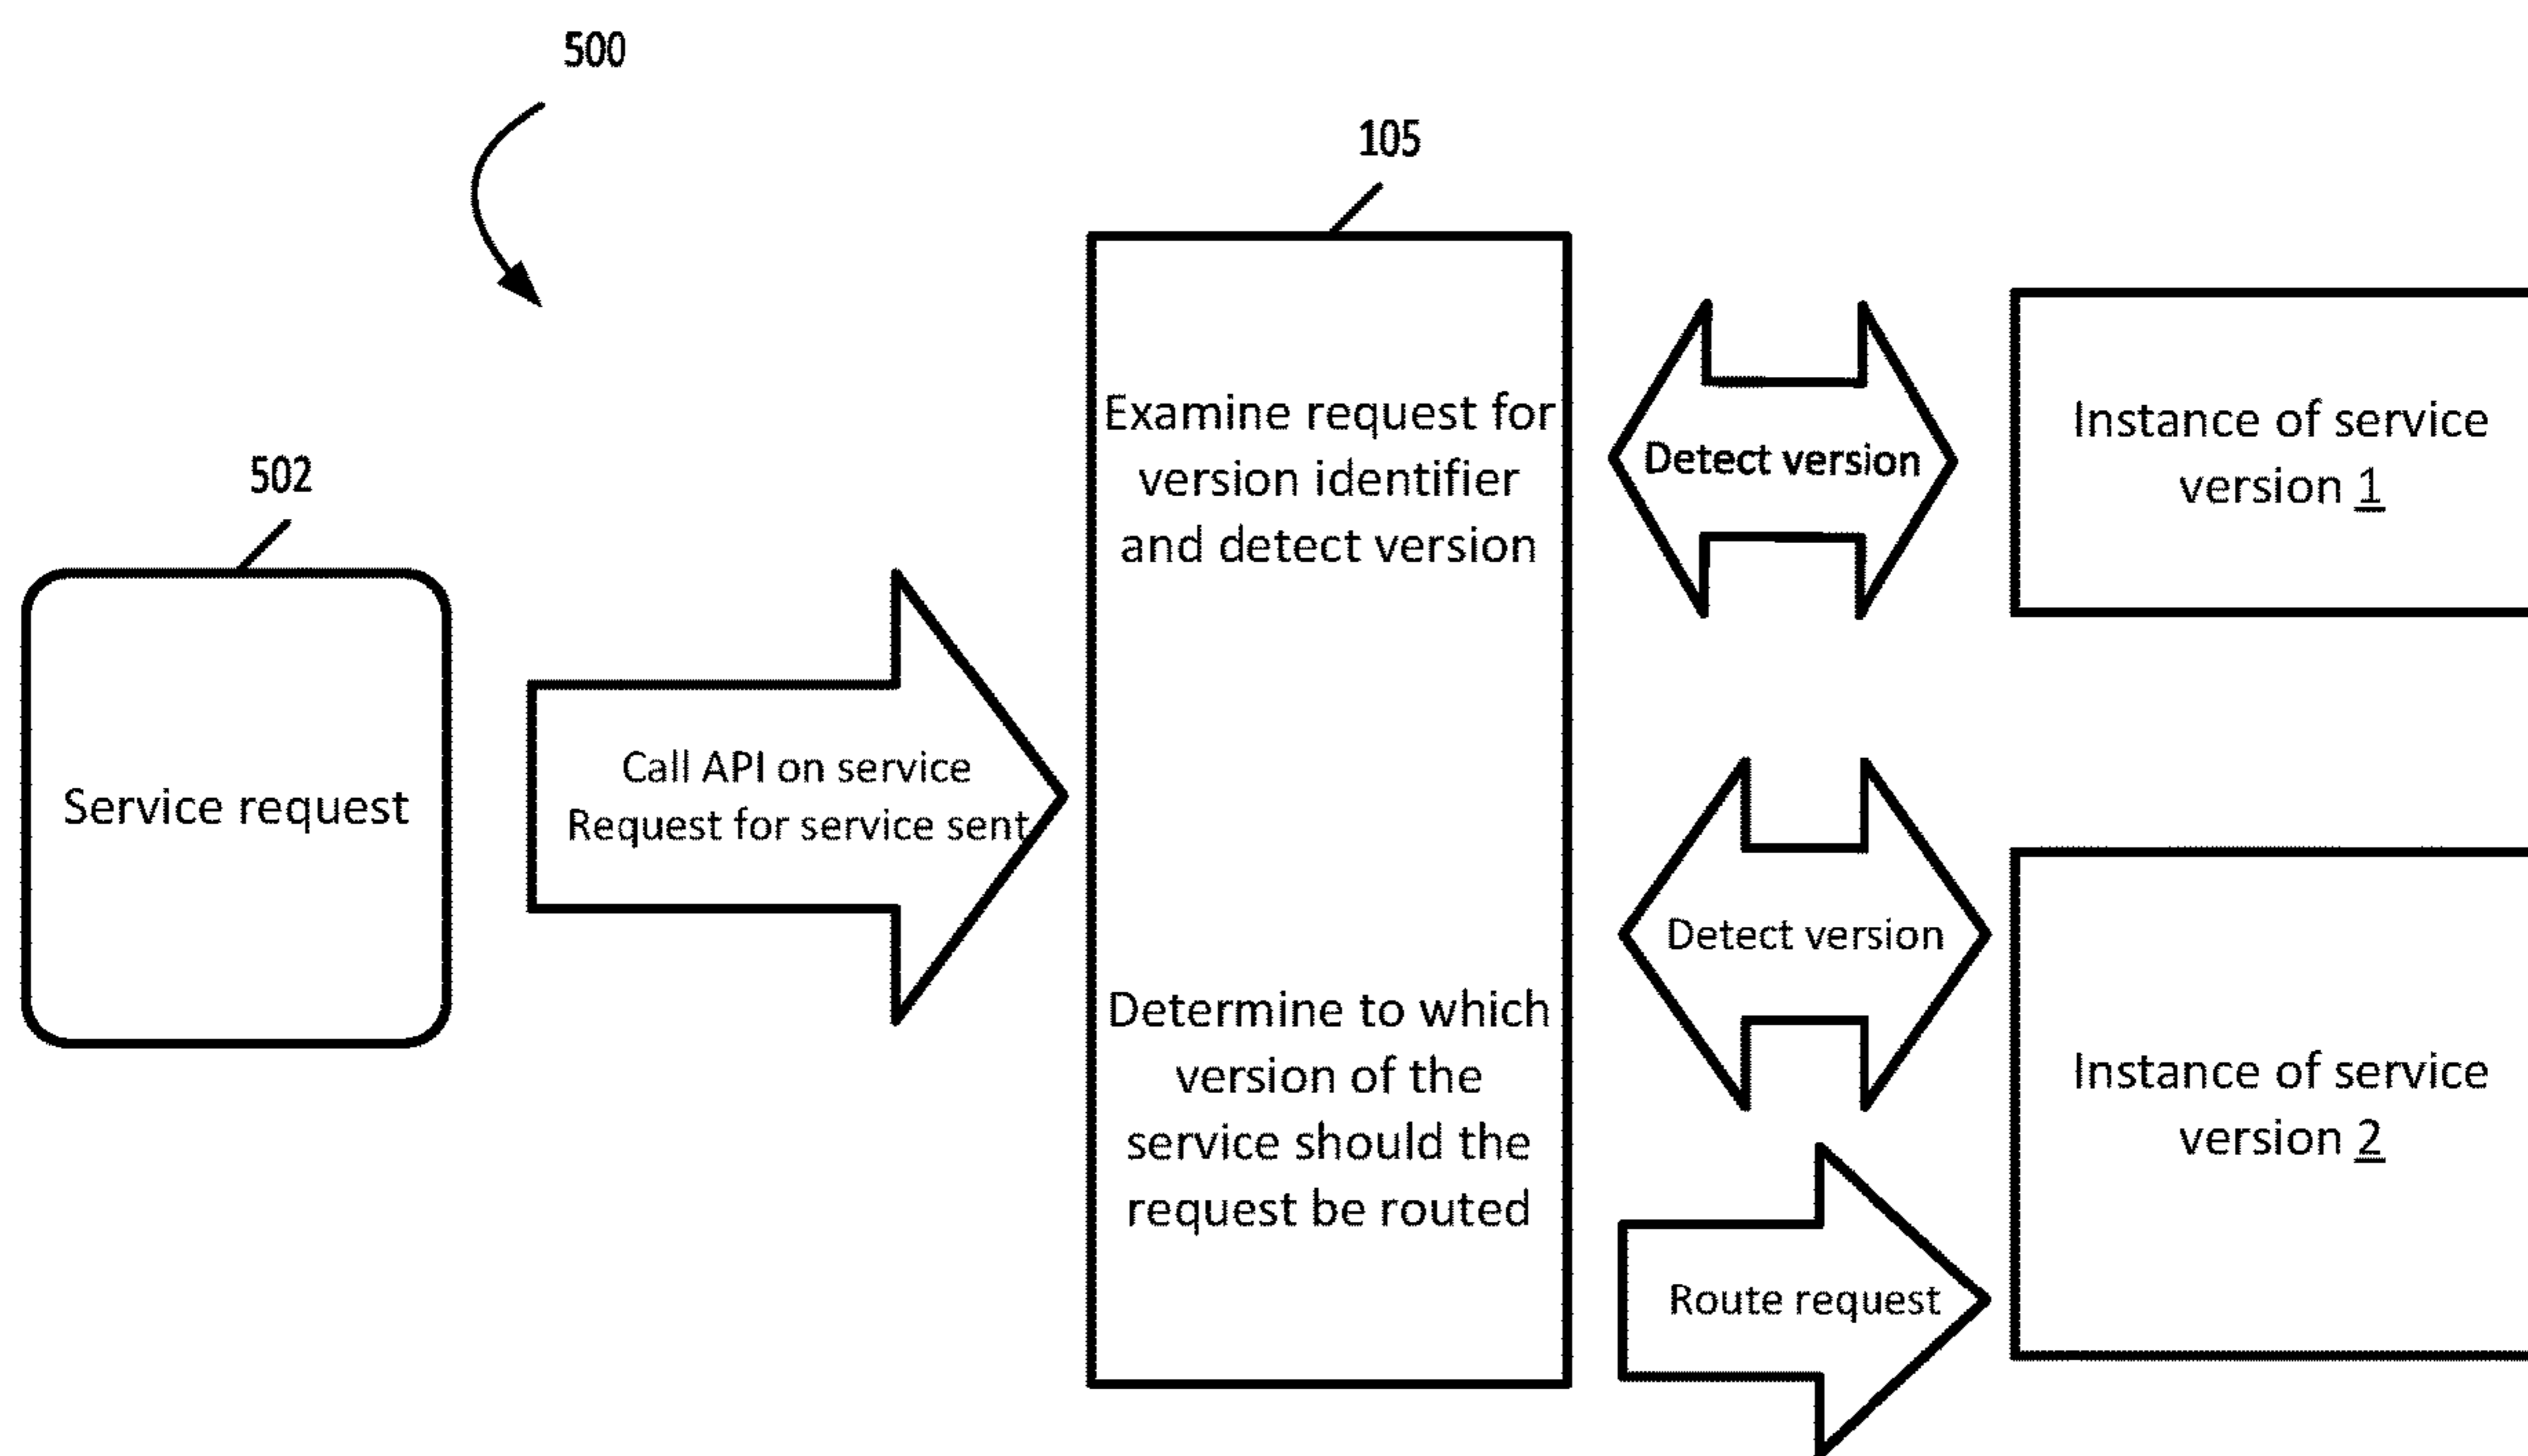 500
105
502
Service request
Call API on service
Request for service sent
Examine request for
version identifier
and detect version
Determine to which
version of the
service should the
request be routed
Detect version
Instance of service
version 1
Detect version
Instance of service
version 2
Route request